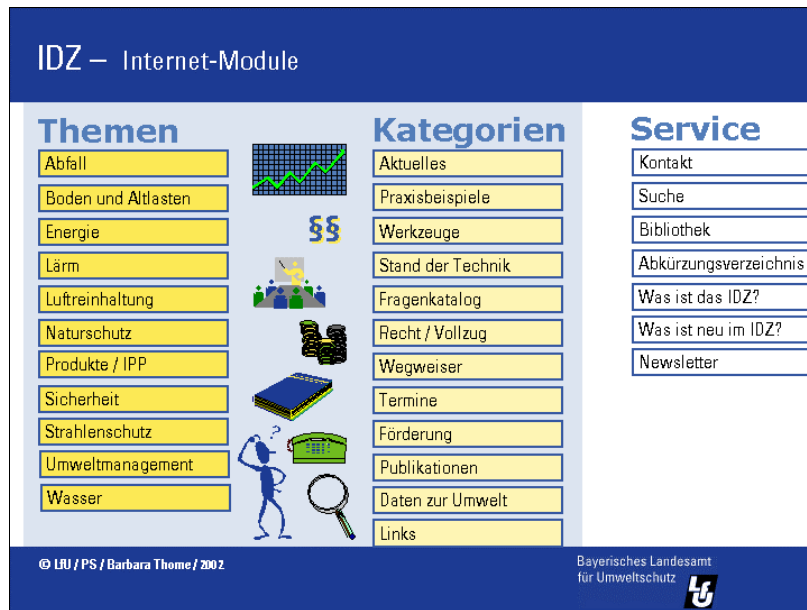 IDZ – Internet-Module
Themen
Abfall
Boden und Altlasten
Energie
Lärm
Luftreinhaltung
Naturschutz
Produkte / IPP
Sicherheit
Strahlenschutz
Umweltmanagement
Wasser
§§
?
Kategorien
Aktuelles
Praxisbeispiele
Werkzeuge
Stand der Technik
Fragenkatalog
Recht / Vollzug
Wegweiser
Termine
Förderung
Publikationen
Daten zur Umwelt
Links
Service
Kontakt
Suche
Bibliothek
Abkürzungsverzeichnis
Was ist das IDZ?
Was ist neu im IDZ?
Newsletter
© LfU / PS / Barbara Thome / 2002
Bayerisches Landesamt
für Umweltschutz
LfU